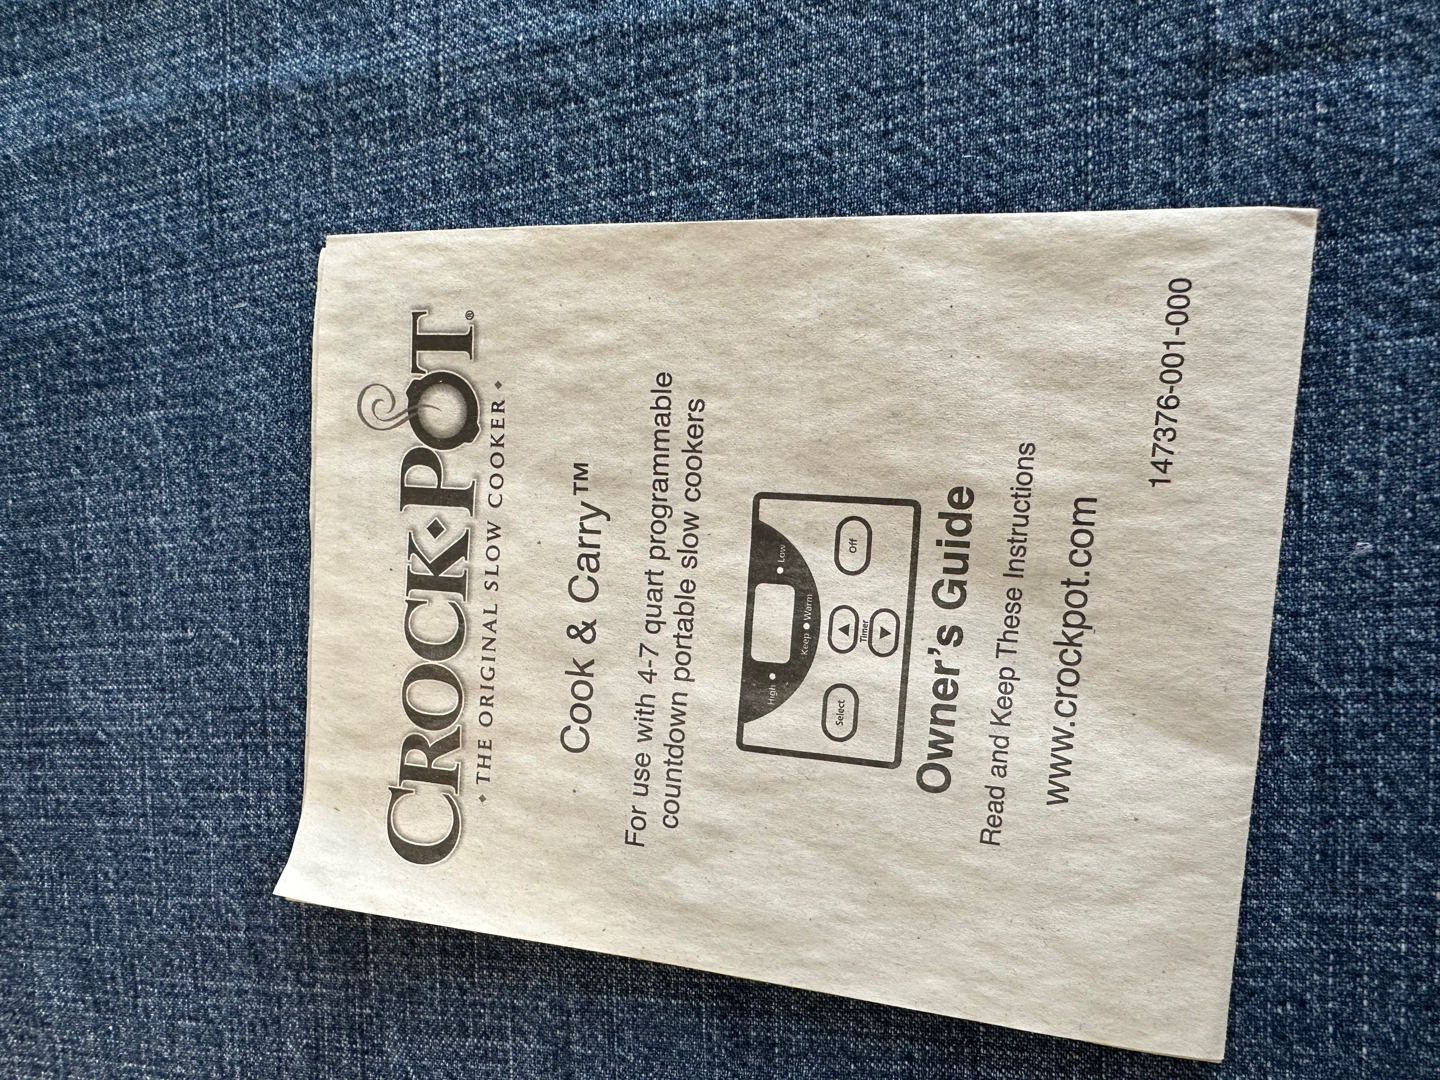 CROCK·POT®
· THE ORIGINAL SLOW COOKER ·
Cook & Carry™
For use with 4-7 quart programmable
countdown portable slow cookers
High
Keep Warm
Low
Select
Timer
Off
Owner's Guide
Read and Keep These Instructions
www.crockpot.com
147376-001-000